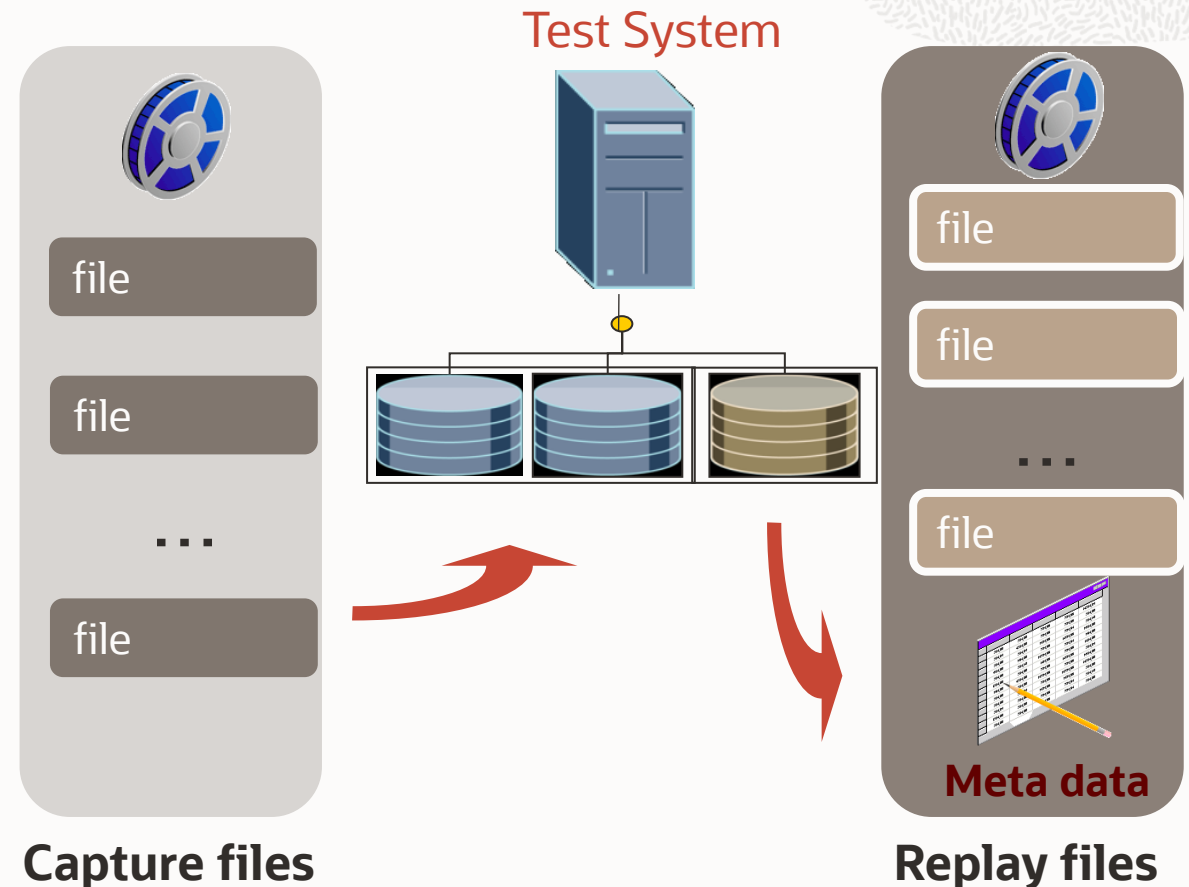 Test System
file
file
...
file
Capture files
file
file
...
file
Meta data
Replay files